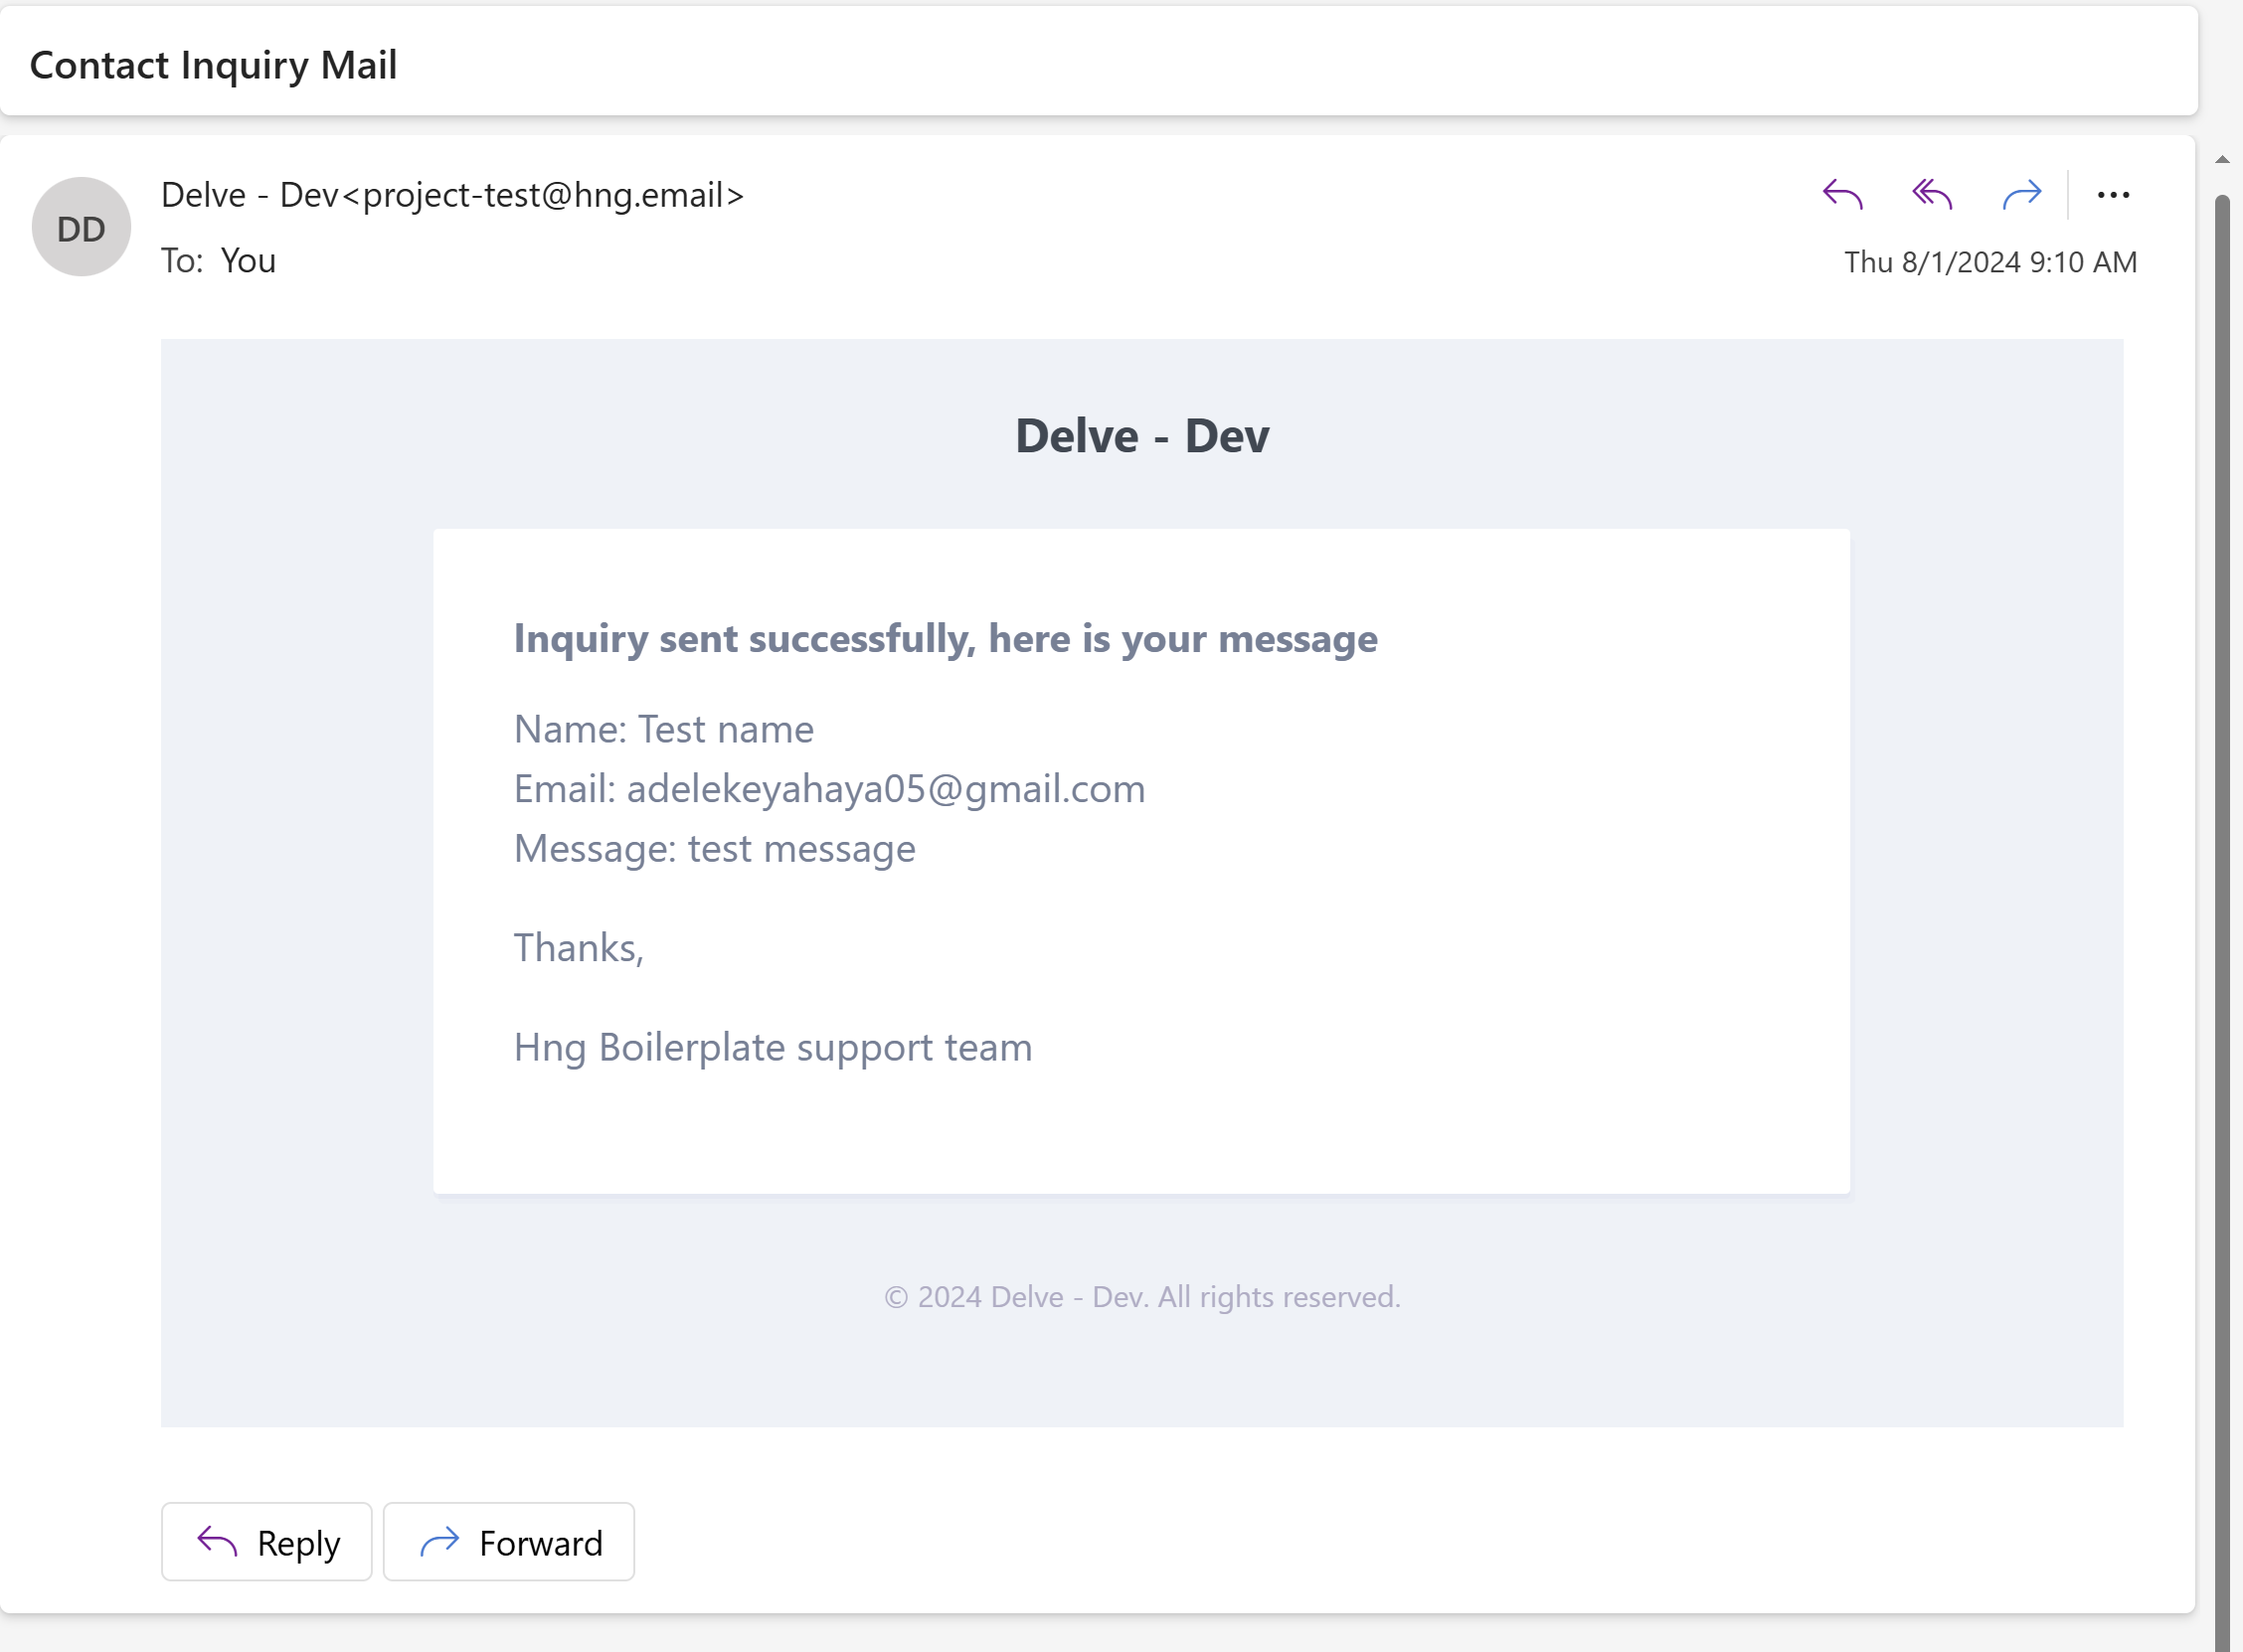 Contact Inquiry Mail
DD
Delve - Dev<project-test@hng.email>
To: You
Thu 8/1/2024 9:10 AM
Delve - Dev
Inquiry sent successfully, here is your message
Name: Test name
Email: adelekeyahaya05@gmail.com
Message: test message
Thanks,
Hng Boilerplate support team
© 2024 Delve - Dev. All rights reserved.
Reply
Forward